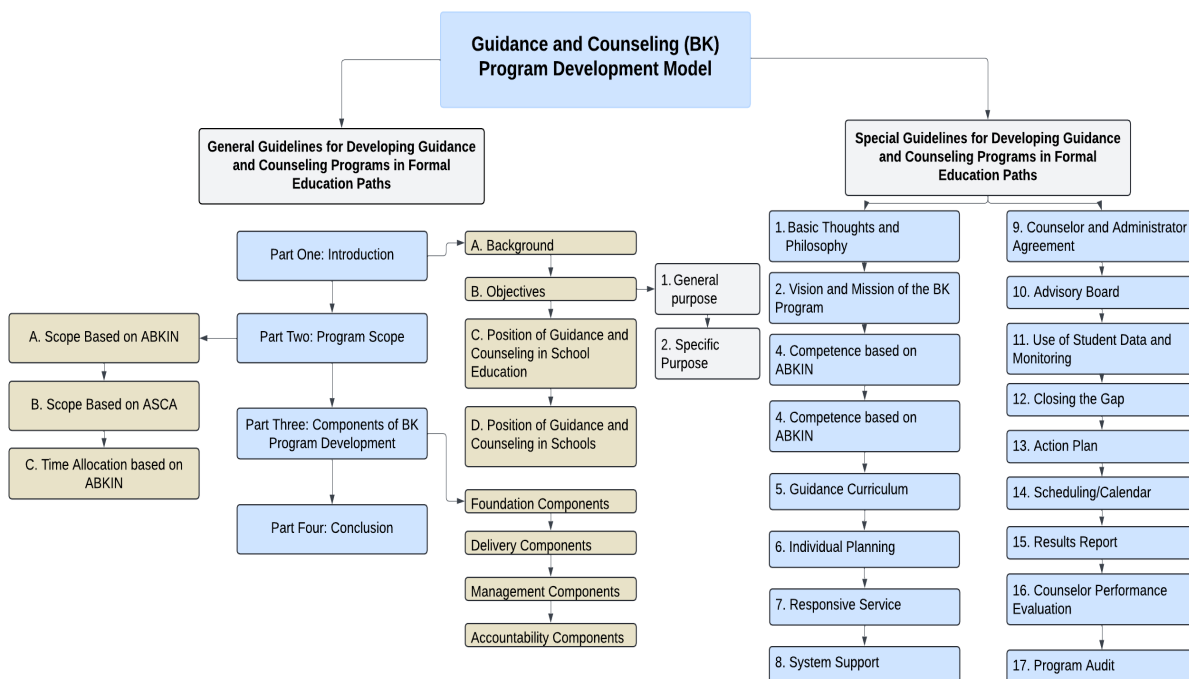 Guidance and Counseling (BK)
Program Development Model
General Guidelines for Developing Guidance
and Counseling Programs in Formal
Education Paths
Part One: Introduction
Part Two: Program Scope
Part Three: Components of BK
Program Development
Part Four: Conclusion
A. Scope Based on ABKIN
B. Scope Based on ASCA
C. Time Allocation based on
ABKIN
A. Background
B. Objectives
C. Position of Guidance and
Counseling in School
Education
D. Position of Guidance and
Counseling in Schools
1. General
purpose
2. Specific
Purpose
Foundation Components
Delivery Components
Management Components
Accountability Components
Special Guidelines for Developing Guidance
and Counseling Programs in Formal
Education Paths
1. Basic Thoughts and
Philosophy
2. Vision and Mission of the BK
Program
4. Competence based on
ABKIN
4. Competence based on
ABKIN
5. Guidance Curriculum
6. Individual Planning
7. Responsive Service
8. System Support
9. Counselor and Administrator
Agreement
10. Advisory Board
11. Use of Student Data and
Monitoring
12. Closing the Gap
13. Action Plan
14. Scheduling/Calendar
15. Results Report
16. Counselor Performance
Evaluation
17. Program Audit